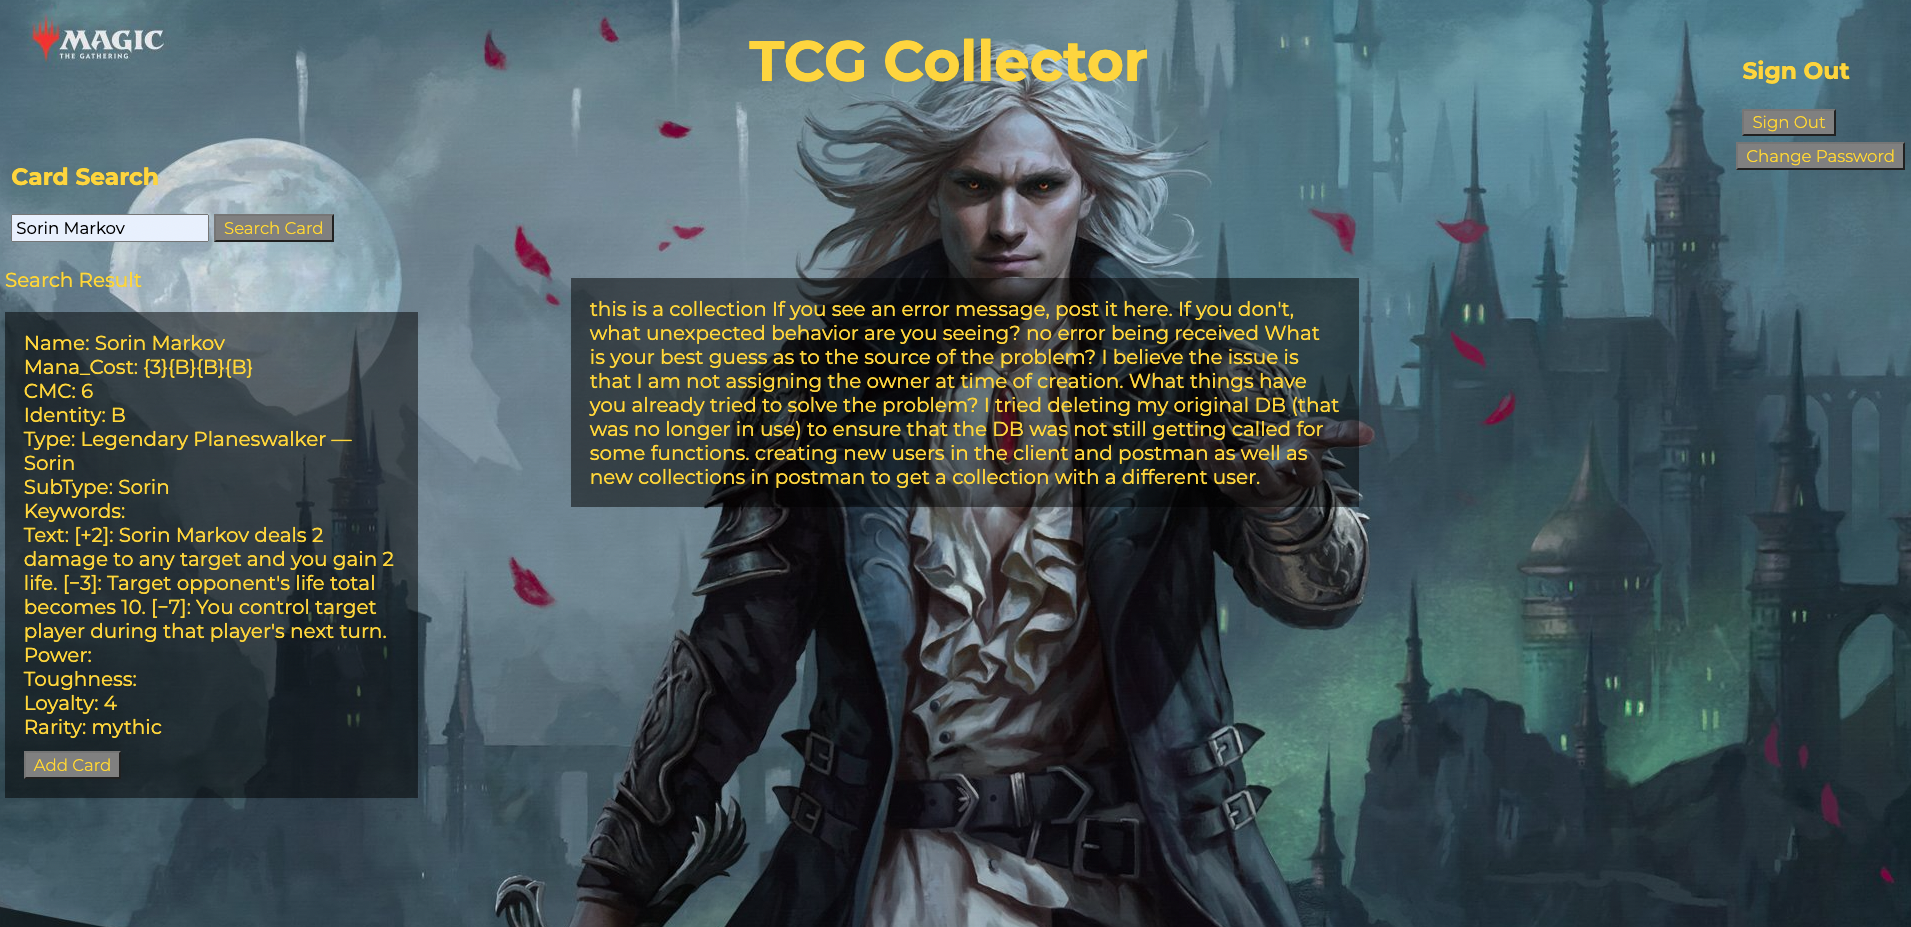 MAGIC
THE GATHERING
TCG Collector
Sign Out
Sign Out
Change Password
Card Search
Sorin Markov
Search Card
Search Result
Name: Sorin Markov
Mana_Cost: {3}{B}{B}{B}
CMC: 6
Identity: B
Type: Legendary Planeswalker —
Sorin
SubType: Sorin
Keywords:
Text: [+2]: Sorin Markov deals 2
damage to any target and you gain 2
life. [−3]: Target opponent's life total
becomes 10. [−7]: You control target
player during that player's next turn.
Power:
Toughness:
Loyalty: 4
Rarity: mythic
Add Card
this is a collection If you see an error message, post it here. If you don't,
what unexpected behavior are you seeing? no error being received What
is your best guess as to the source of the problem? I believe the issue is
that I am not assigning the owner at time of creation. What things have
you already tried to solve the problem? I tried deleting my original DB (that
was no longer in use) to ensure that the DB was not still getting called for
some functions. creating new users in the client and postman as well as
new collections in postman to get a collection with a different user.